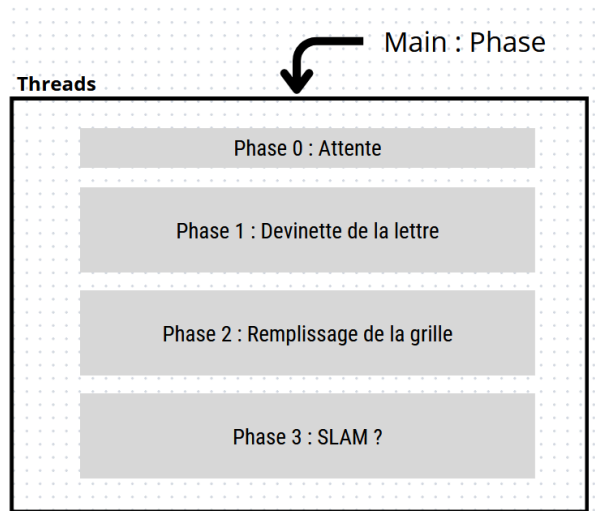 Main : Phase
Threads
Phase 0 : Attente
Phase 1 : Devinette de la lettre
Phase 2 : Remplissage de la grille
Phase 3 : SLAM ?